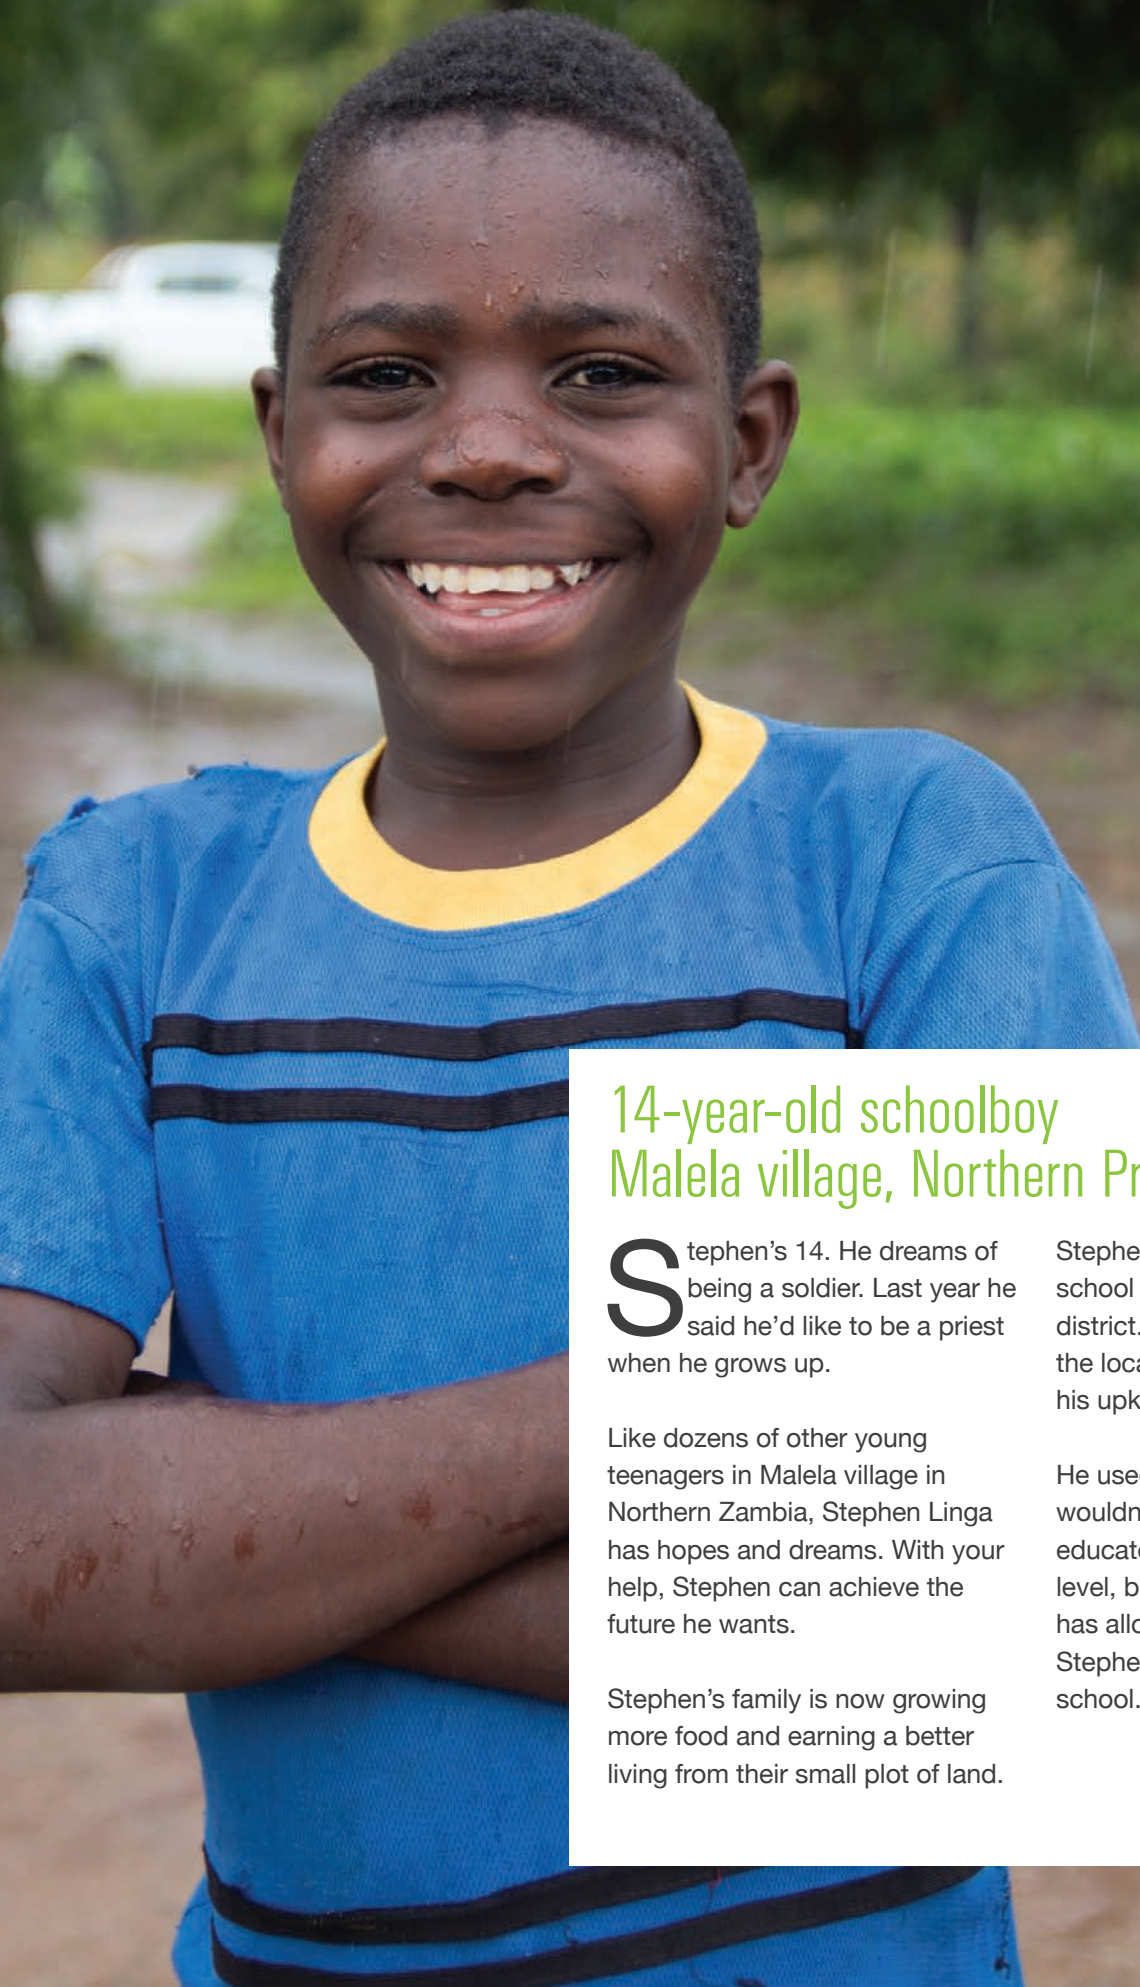 14-year-old schoolboy
Malela village, Northern
Stephen’s 14. He dreams of
being a soldier. Last year he
said he’d like to be a priest
when he grows up.
Like dozens of other young
teenagers in Malela village in
Northern Zambia, Stephen Linga
has hopes and dreams. With your
help, Stephen can achieve the
future he wants.
Stephen’s family is now growing
more food and earning a better
living from their small plot of land.
school
district.
the
his
He
level,
has
school.